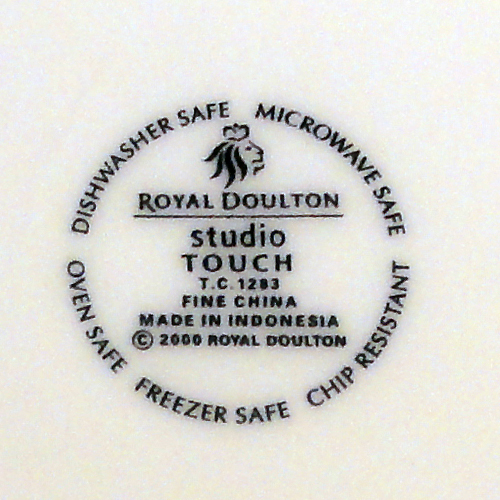 DISHWASHER SAFE
MICROWAVE SAFE
ROYAL DOULTON
studio
TOUCH
T.C. 1283
FINE CHINA
MADE IN INDONESIA
© 2000 ROYAL DOULTON
OVEN SAFE
FREEZER SAFE
CHIP RESISTANT